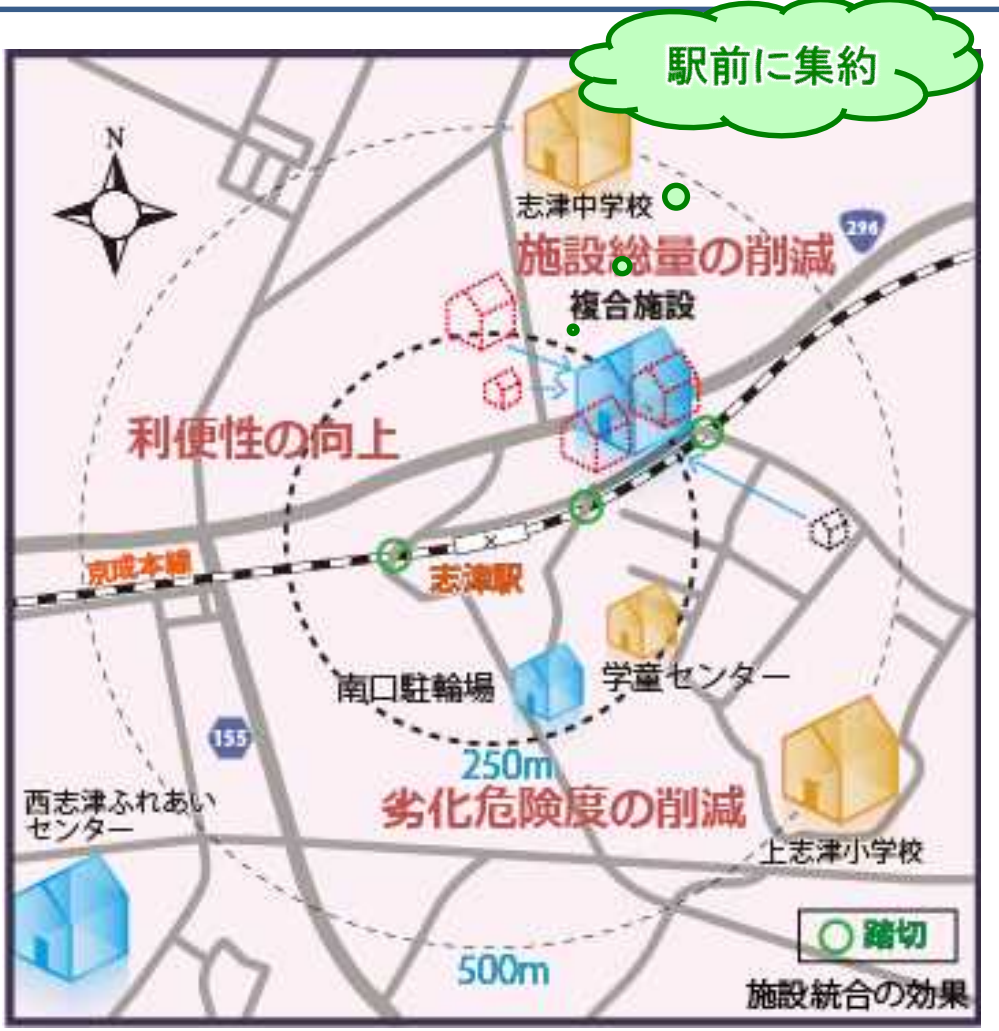 駅前に集約
N
志津中学校
296
施設総量の削減
複合施設
利便性の向上
京成本線
志津駅
学童センター
南口駐輪場
155
250m
西志津ふれあい
センター
劣化危険度の削減
上志津小学校
踏切
500m
施設統合の効果